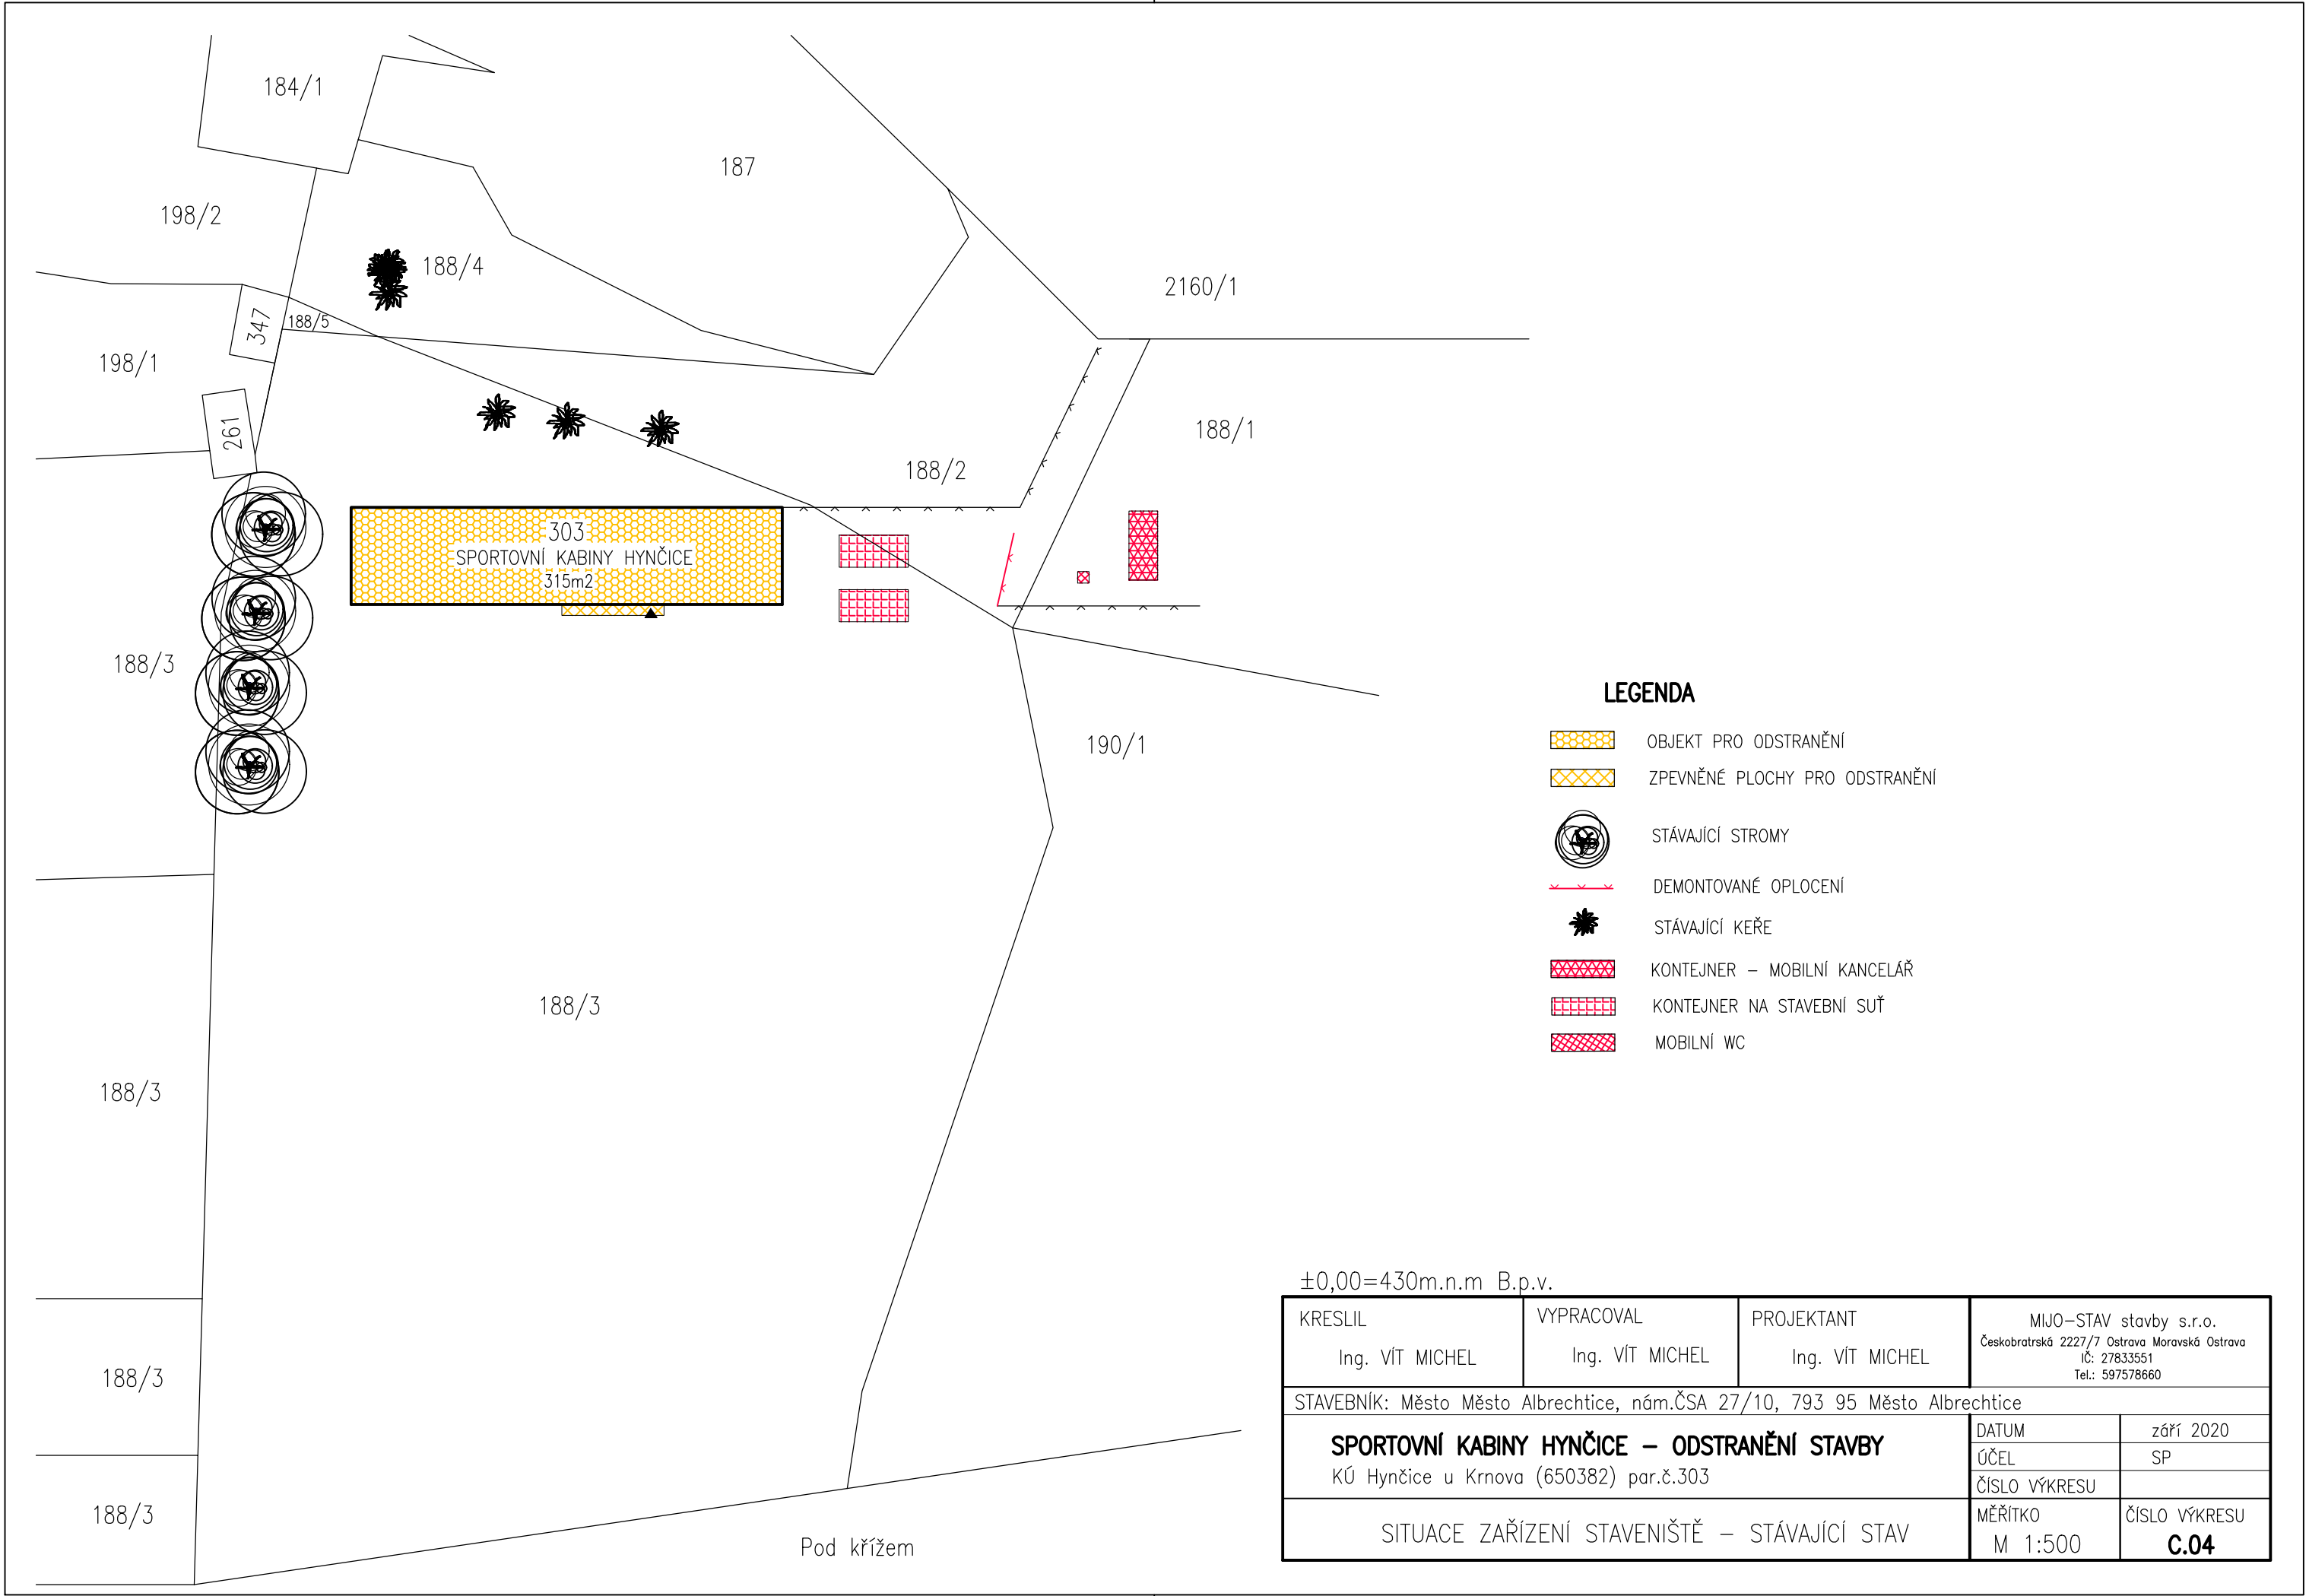 184/1
187
198/2
188/4
2160/1
347
188/5
198/1
261
188/1
188/2
303
SPORTOVNÍ KABINY HYNČICE
315m2
188/3
190/1
188/3
188/3
188/3
188/3
Pod křížem
LEGENDA
OBJEKT PRO ODSTRANĚNÍ
ZPEVNĚNÉ PLOCHY PRO ODSTRANĚNÍ
STÁVAJÍCÍ STROMY
DEMONTOVANÉ OPLOCENÍ
STÁVAJÍCÍ KEŘE
KONTEJNER – MOBILNÍ KANCELÁŘ
KONTEJNER NA STAVEBNÍ SUŤ
MOBILNÍ WC
±0,00=430m.n.m B.p.v.
KRESLIL
Ing. VÍT MICHEL
VYPRACOVAL
Ing. VÍT MICHEL
PROJEKTANT
Ing. VÍT MICHEL
MIJO–STAV stavby s.r.o.
Českobratrská 2227/7 Ostrava Moravská Ostrava
IČ: 27833551
Tel.: 597578660
STAVEBNÍK: Město Město Albrechtice, nám.ČSA 27/10, 793 95 Město Albrechtice
SPORTOVNÍ KABINY HYNČICE – ODSTRANĚNÍ STAVBY
KÚ Hynčice u Krnova (650382) par.č.303
DATUM září 2020
ÚČEL SP
ČÍSLO VÝKRESU
SITUACE ZAŘÍZENÍ STAVENIŠTĚ – STÁVAJÍCÍ STAV
MĚŘÍTKO
M 1:500
ČÍSLO VÝKRESU
C.04